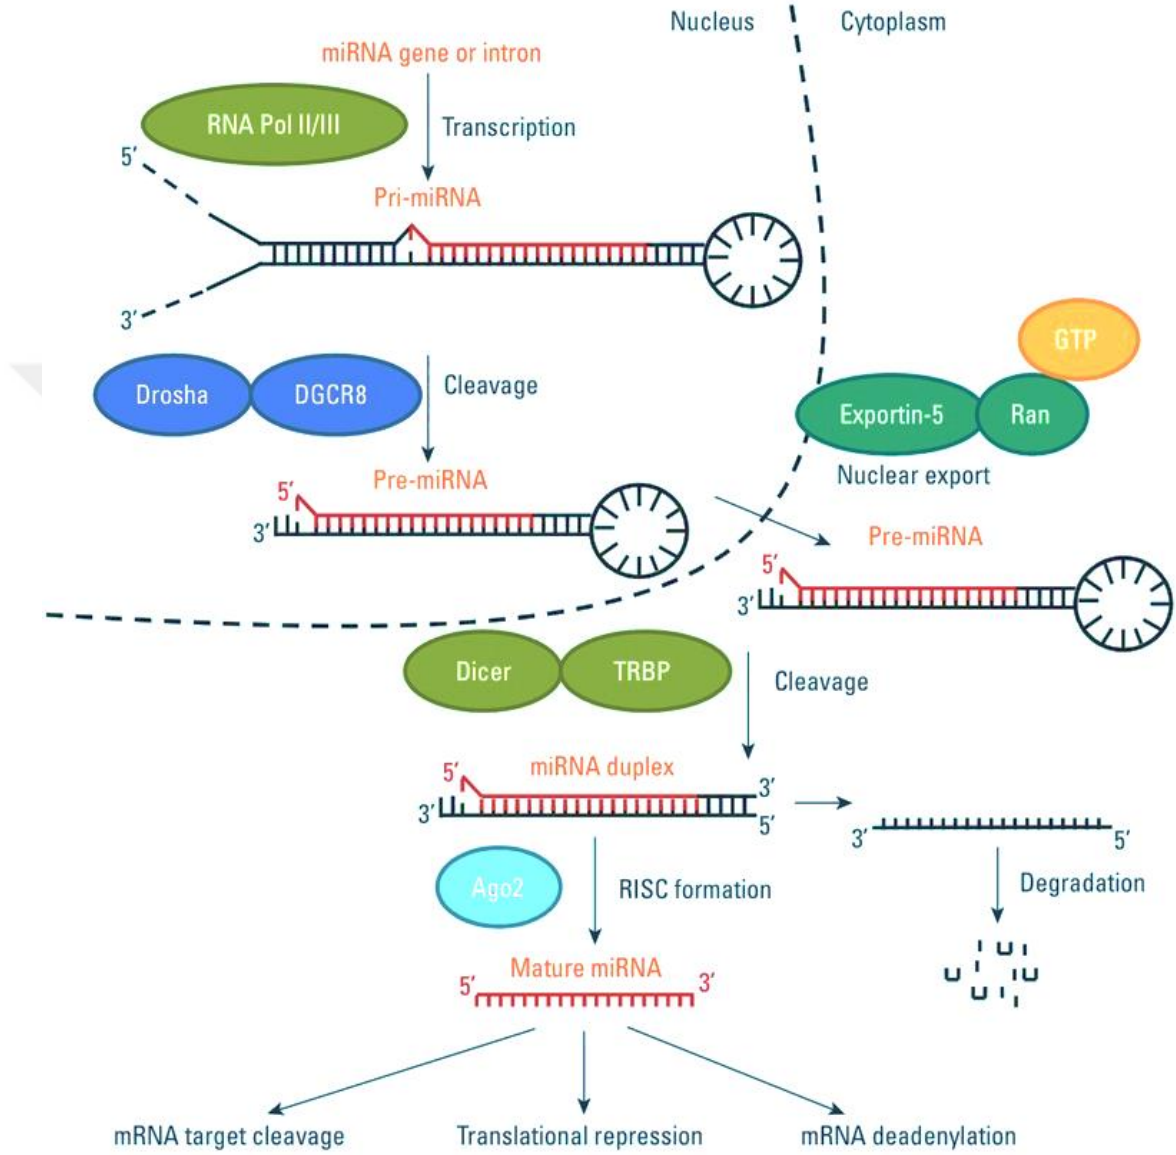 Nucleus
Cytoplasm
miRNA gene or intron
RNA Pol II/III
Transcription
5′
Pri-miRNA
3′
GTP
Drosha
DGCR8
Cleavage
Exportin-5
Ran
Nuclear export
Pre-miRNA
5′
3′
Pre-miRNA
5′
3′
Dicer
TRBP
Cleavage
miRNA duplex
5′
3′
3′
5′
3′
5′
Ago2
RISC formation
Degradation
Mature miRNA
5′
3′
mRNA target cleavage
Translational repression
mRNA deadenylation